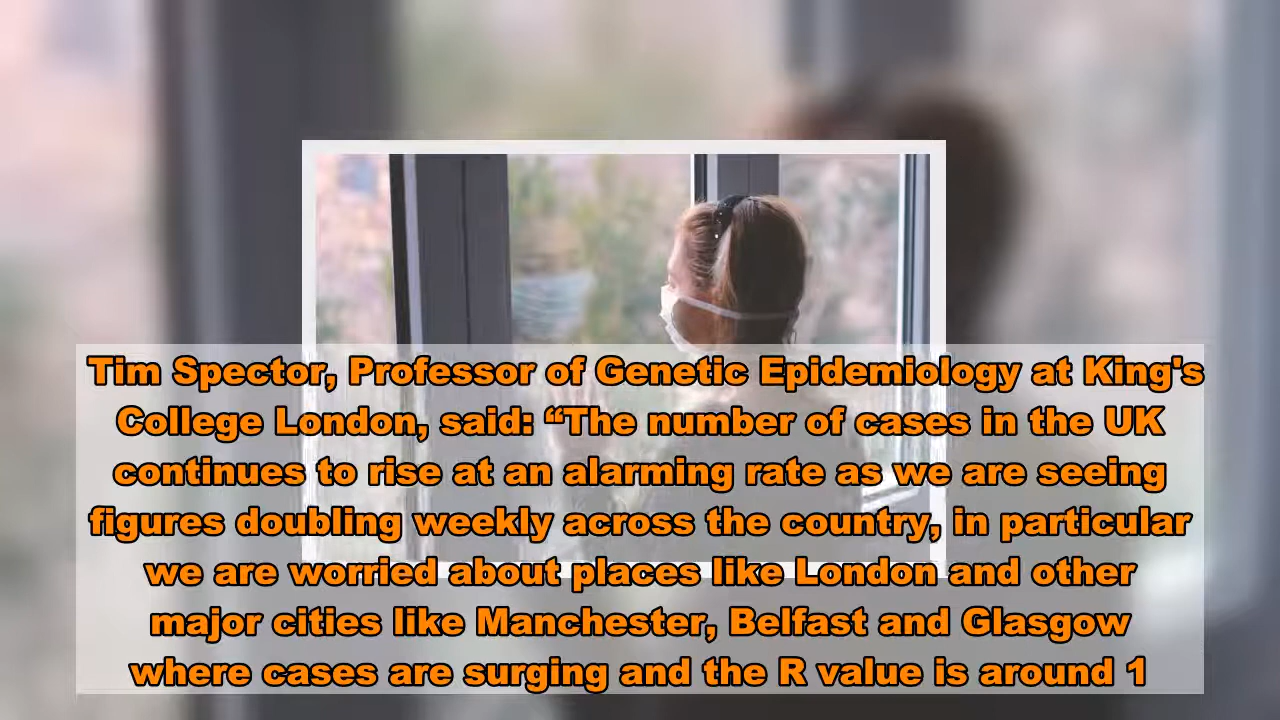 Tim Spector, Professor of Genetic Epidemiology at King's
College London, said: “The number of cases in the UK
continues to rise at an alarming rate as we are seeing
figures doubling weekly across the country, in particular
we are worried about places like London and other
major cities like Manchester, Belfast and Glasgow
where cases are surging and the R value is around 1